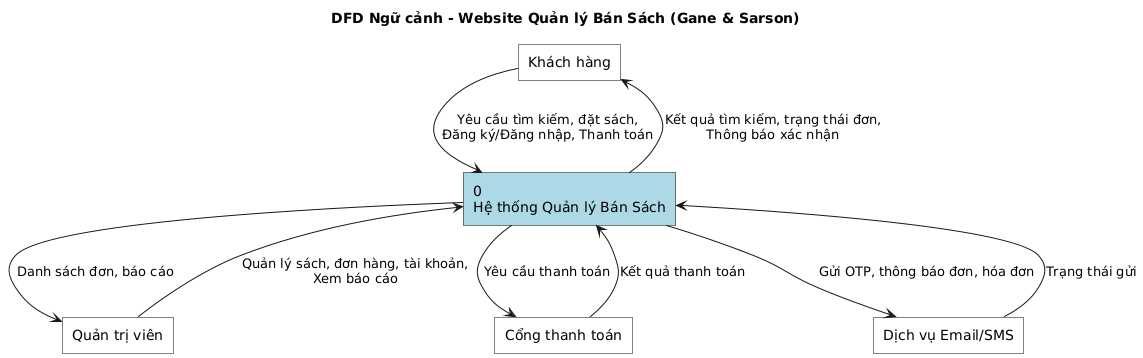 DFD Ngữ cảnh - Website Quản lý Bán Sách (Gane & Sarson)
Khách hàng
Yêu cầu tìm kiếm, đặt sách,
Đăng ký/Đăng nhập, Thanh toán
Kết quả tìm kiếm, trạng thái đơn,
Thông báo xác nhận
0
Hệ thống Quản lý Bán Sách
Danh sách đơn, báo cáo
Quản lý sách, đơn hàng, tài khoản,
Xem báo cáo
Yêu cầu thanh toán
Kết quả thanh toán
Gửi OTP, thông báo đơn, hóa đơn
Trạng thái gửi
Quản trị viên
Cổng thanh toán
Dịch vụ Email/SMS